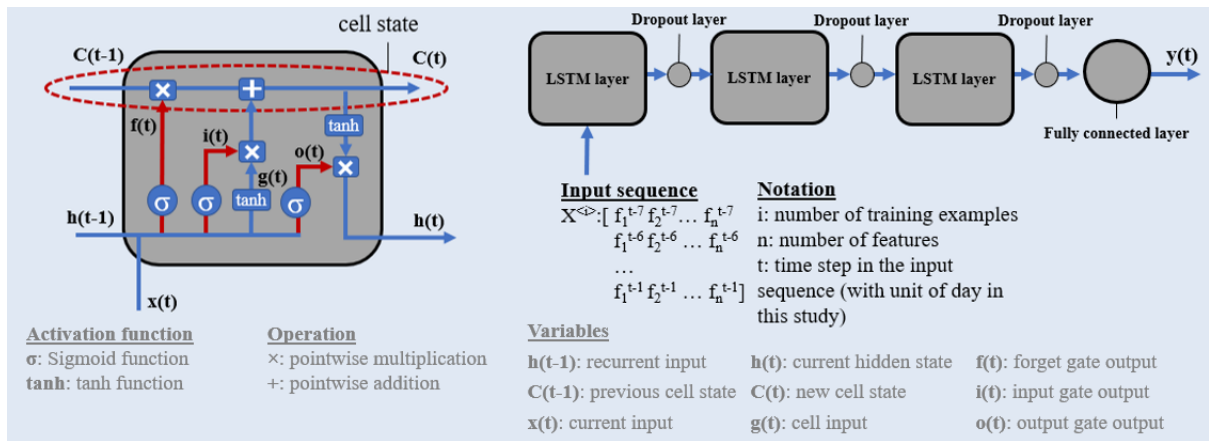 cell state
C(t-1)
C(t)
×
+
f(t)
i(t)
o(t)
tanh
×
×
g(t)
σ
σ
tanh
σ
h(t-1)
h(t)
x(t)
Activation function
σ: Sigmoid function
tanh: tanh function
Operation
×: pointwise multiplication
+: pointwise addition
Dropout layer
Dropout layer
Dropout layer
LSTM layer
LSTM layer
LSTM layer
y(t)
Fully connected layer
Input sequence
X<i>:[ f₁ᵗ⁻⁷ f₂ᵗ⁻⁷… fₙᵗ⁻⁷
f₁ᵗ⁻⁶ f₂ᵗ⁻⁶ … fₙᵗ⁻⁶
…
f₁ᵗ⁻¹ f₂ᵗ⁻¹ … fₙᵗ⁻¹]
Notation
i: number of training examples
n: number of features
t: time step in the input
sequence (with unit of day in
this study)
Variables
h(t-1): recurrent input
C(t-1): previous cell state
x(t): current input
h(t): current hidden state
C(t): new cell state
g(t): cell input
f(t): forget gate output
i(t): input gate output
o(t): output gate output